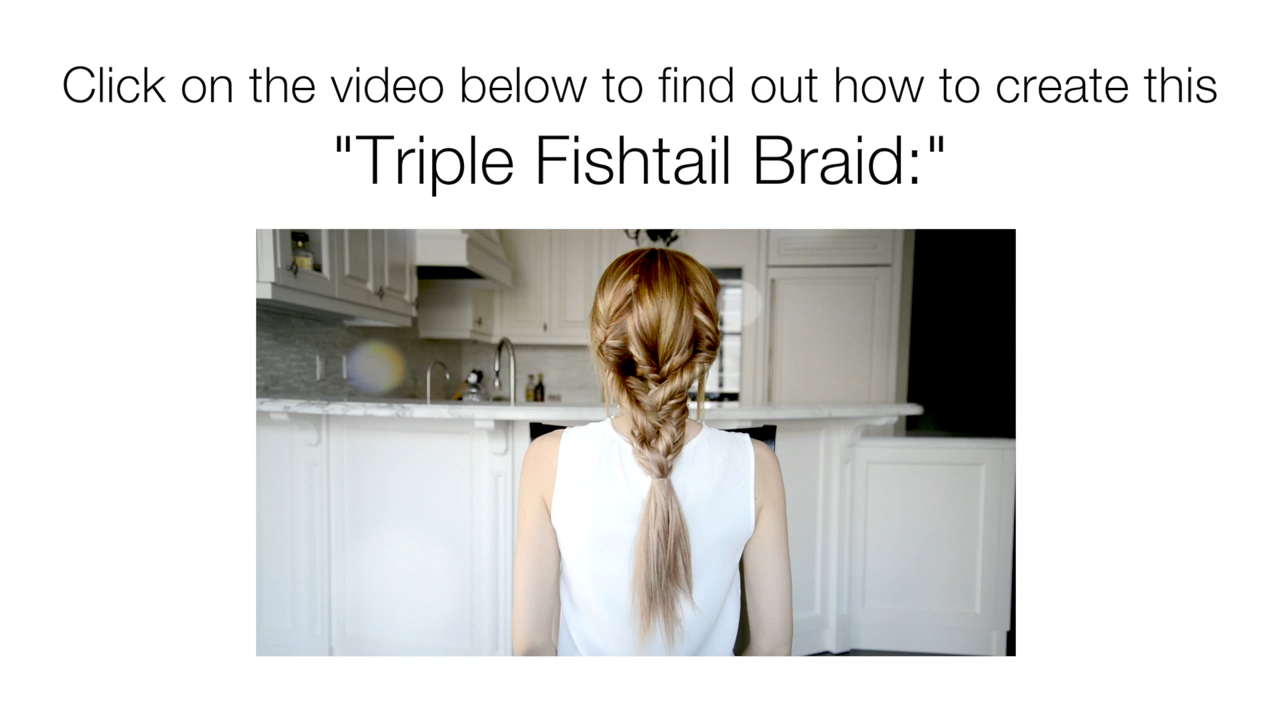 Click on the video below to find out how to create this
"Triple Fishtail Braid:"